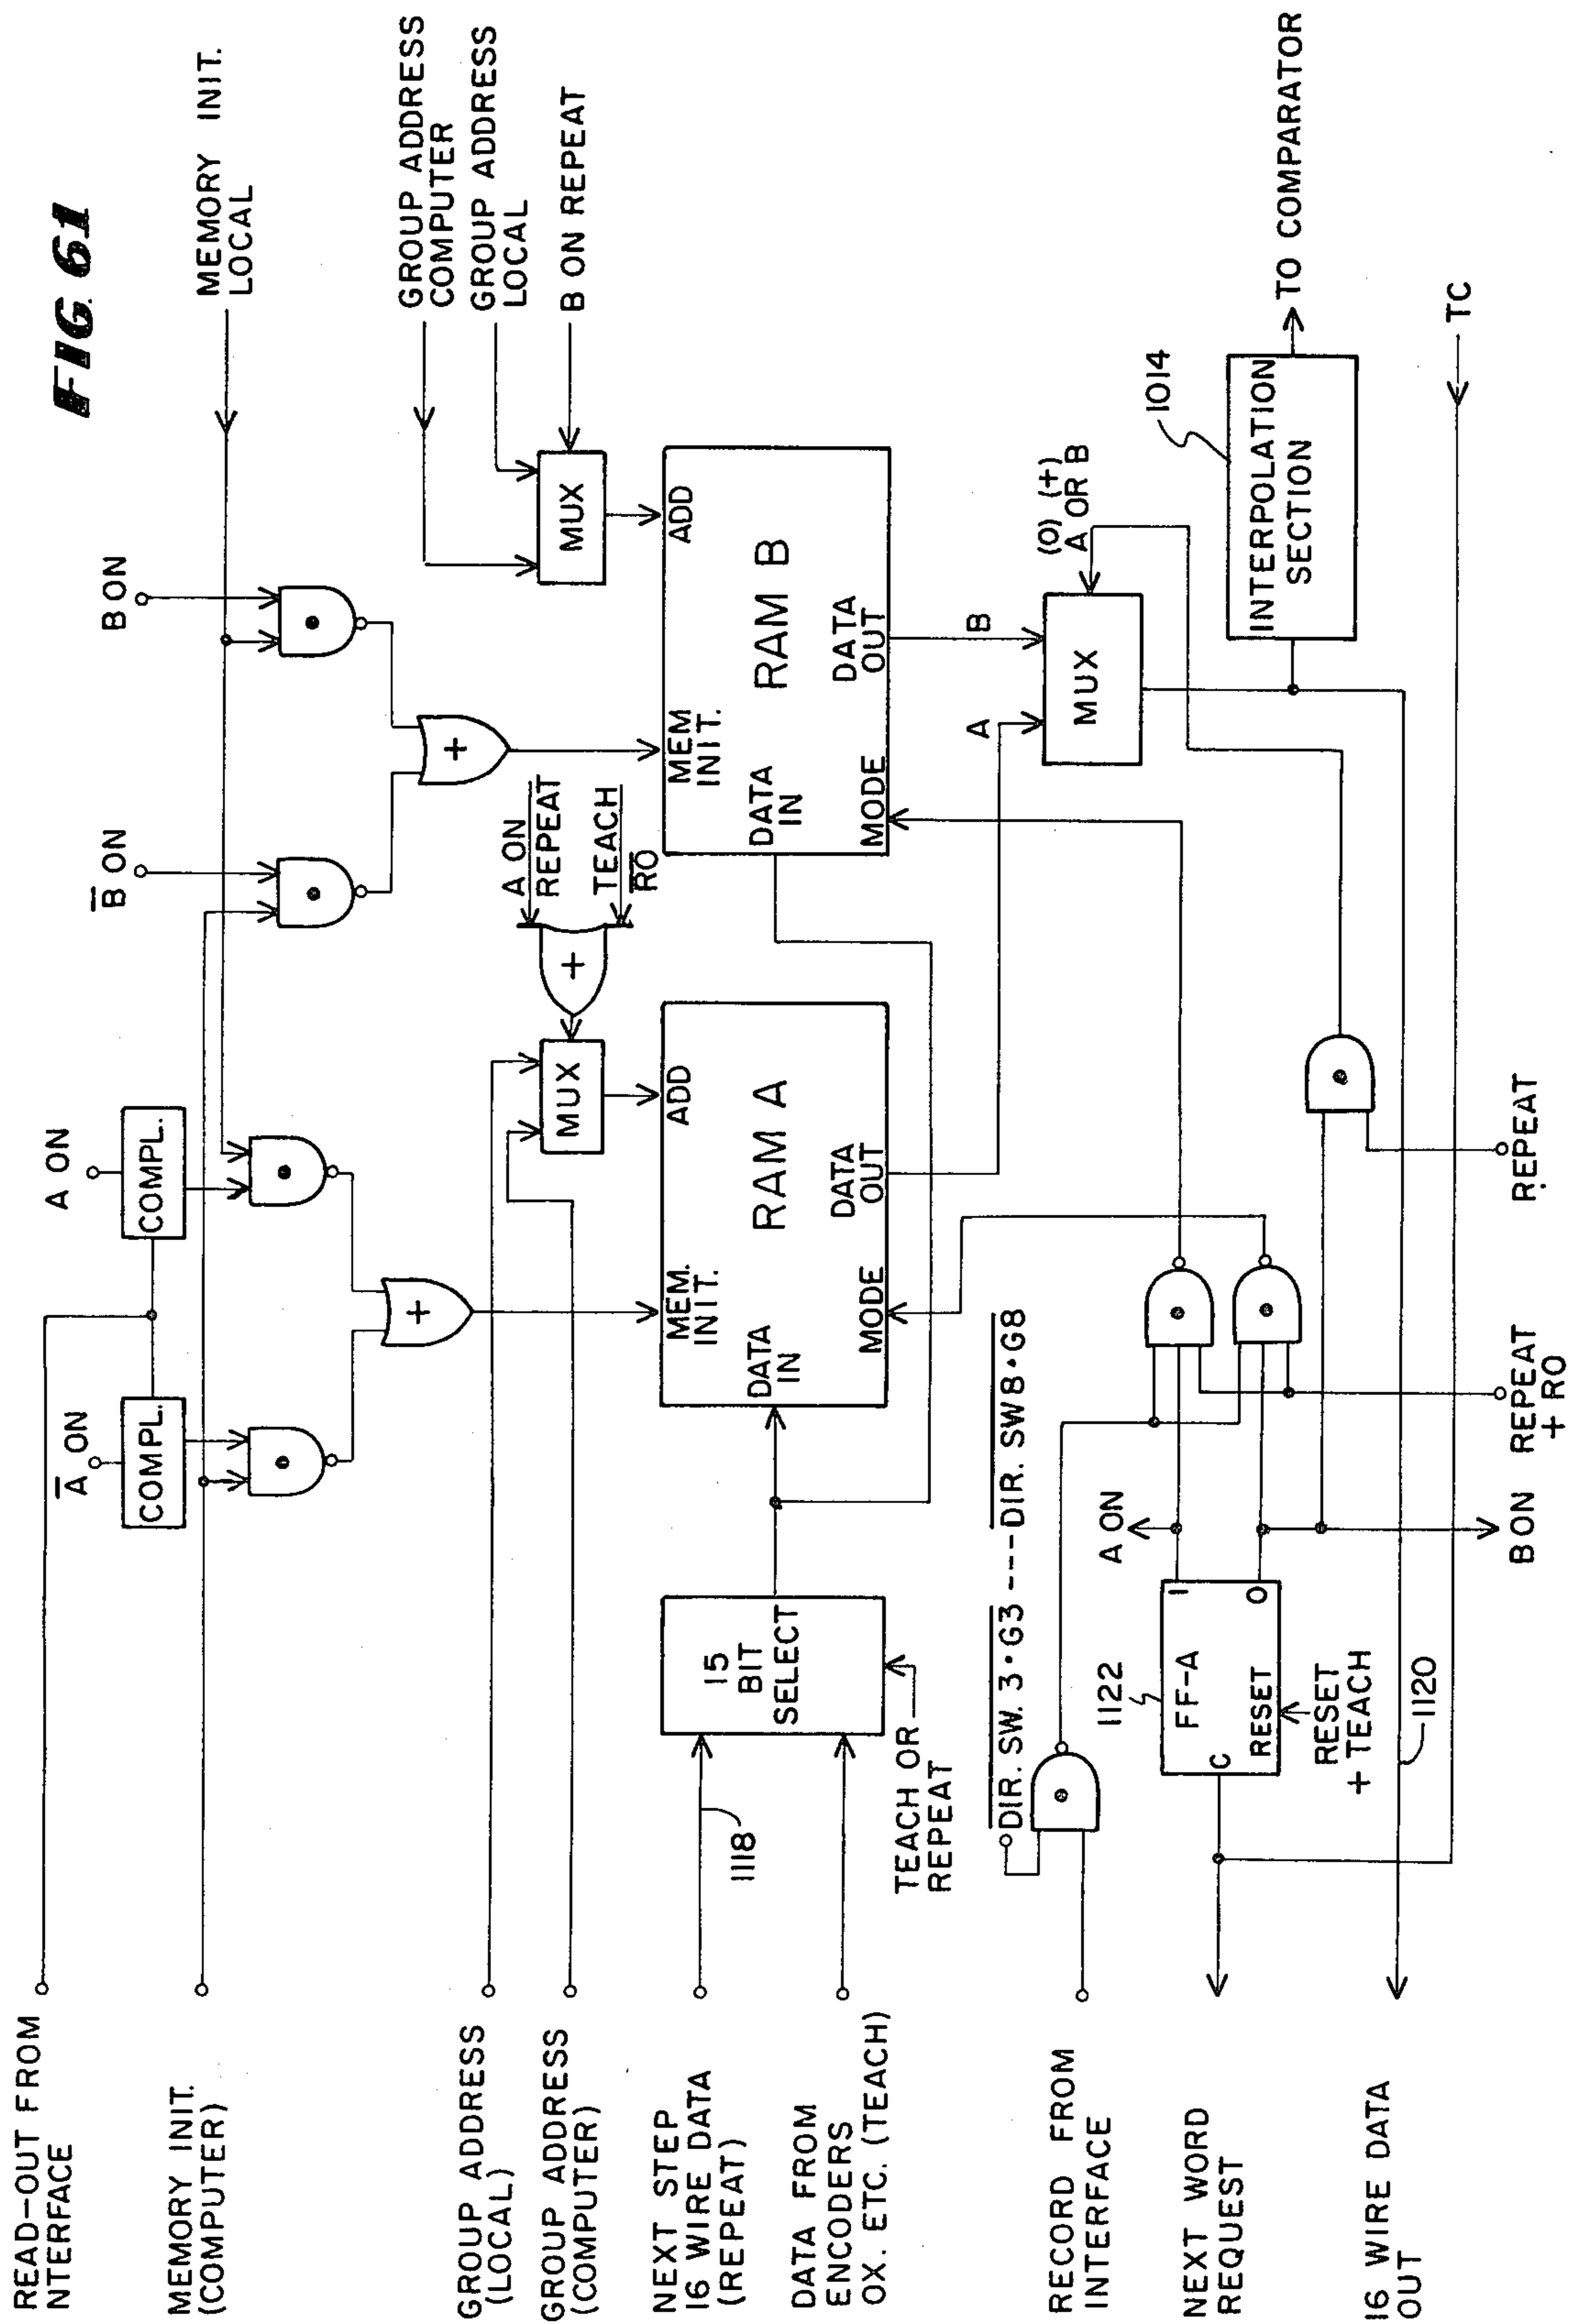 FIG. 61
READ-OUT FROM
NTERFACE
MEMORY INIT.
(COMPUTER)
GROUP ADDRESS
(LOCAL)
GROUP ADDRESS
(COMPUTER)
NEXT STEP
16 WIRE DATA
(REPEAT)
DATA FROM
ENCODERS
OX. ETC. (TEACH)
RECORD FROM
INTERFACE
NEXT WORD
REQUEST
16 WIRE DATA
OUT
A̅ ON
COMPL.
A ON
COMPL.
B̅ ON
B ON
MEMORY INIT.
LOCAL
GROUP ADDRESS
COMPUTER
GROUP ADDRESS
LOCAL
B ON REPEAT
+
+
A ON
REPEAT
TEACH
R̅O̅
+
MUX
MUX
1118
15
BIT
SELECT
TEACH OR
REPEAT
MEM.
INIT.
ADD
DATA
IN
RAM A
MODE
DATA
OUT
MEM
INIT.
ADD
DATA
IN
RAM B
MODE
DATA
OUT
A
B
MUX
(0) (+)
A OR B
DIR. SW. 3·G3 --- DIR. SW8·G8
1122
FF-A
C
RESET
1
0
RESET
+ TEACH
A ON
BON
REPEAT
+ RO
REPEAT
1120
1014
INTERPOLATION
SECTION
TO COMPARATOR
TC